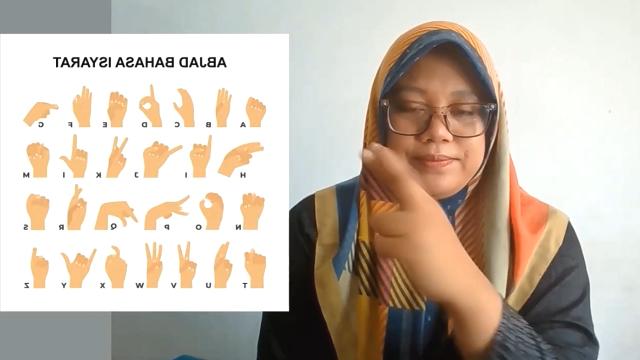 ABJAD BAHASA ISYARAT
A B C D E F G
H I J K L M
N O P Q R S
T U V W X Y Z